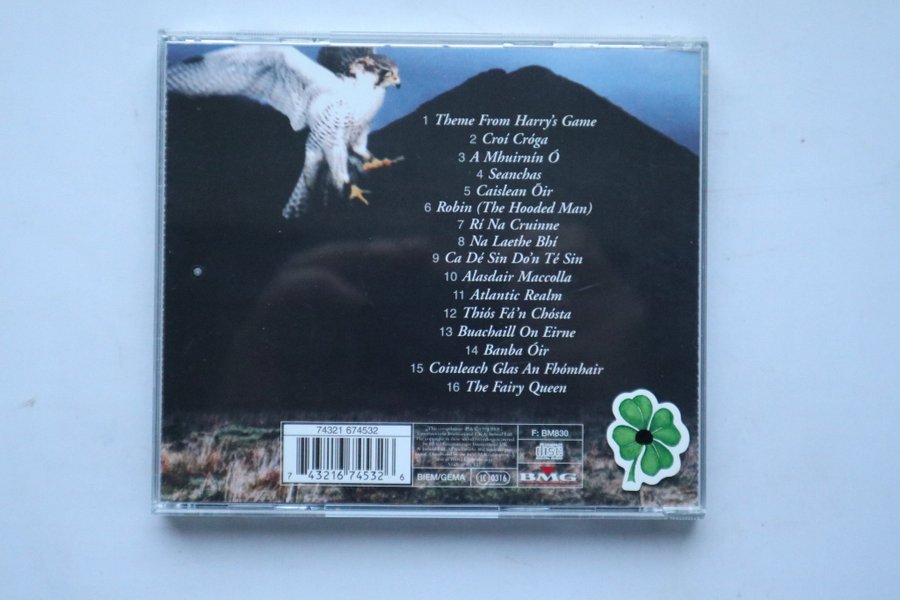 1 Theme From Harry's Game
2 Croí Cróga
3 A Mhuirnín Ó
4 Seanchas
5 Caislean Óir
6 Robin (The Hooded Man)
7 Rí Na Cruinne
8 Na Laethe Bhí
9 Ca Dé Sin Do'n Té Sin
10 Alasdair Maccolla
11 Atlantic Realm
12 Thiós Fá'n Chósta
13 Buachaill On Eirne
14 Banba Óir
15 Coinleach Glas An Fhómhair
16 The Fairy Queen
74321 674532
7 43216 74532 6
BIEM/GEMA
LC 0316
F: BM830
BMG